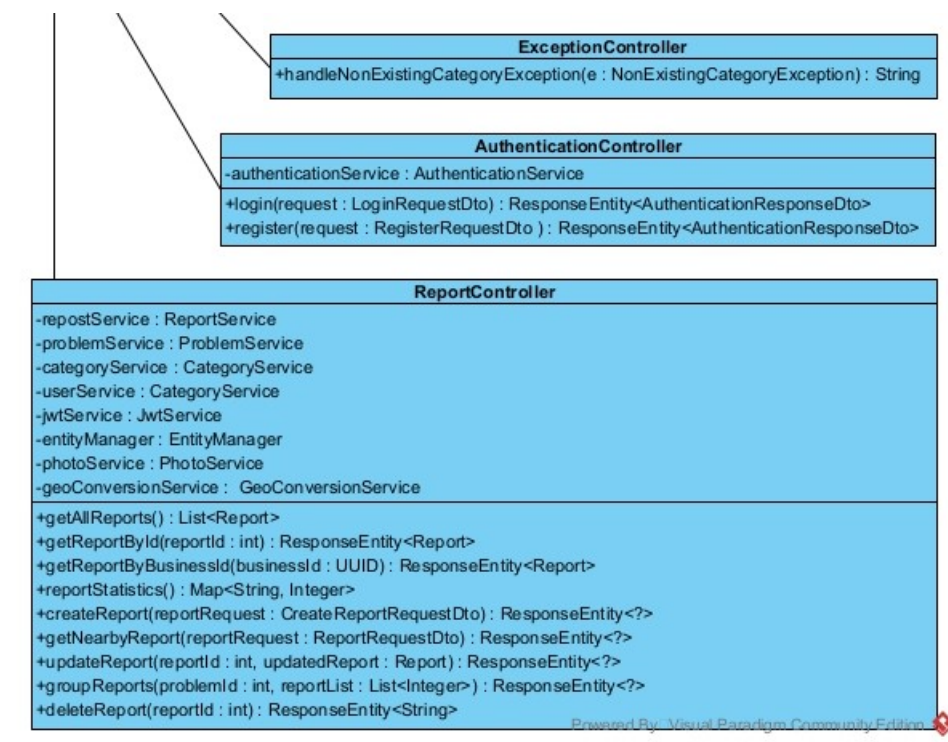 ExceptionController
+handleNonExistingCategoryException(e : NonExistingCategoryException) : String
AuthenticationController
-authenticationService : AuthenticationService
+login(request : LoginRequestDto) : ResponseEntity<AuthenticationResponseDto>
+register(request : RegisterRequestDto ) : ResponseEntity<AuthenticationResponseDto>
ReportController
-repostService : ReportService
-problemService : ProblemService
-categoryService : CategoryService
-userService : CategoryService
-jwtService : JwtService
-entityManager : EntityManager
-photoService : PhotoService
-geoConversionService : GeoConversionService
+getAllReports() : List<Report>
+getReportById(reportId : int) : ResponseEntity<Report>
+getReportByBusinessId(businessId : UUID) : ResponseEntity<Report>
+reportStatistics() : Map<String, Integer>
+createReport(reportRequest : CreateReportRequestDto) : ResponseEntity<?>
+getNearbyReport(reportRequest : ReportRequestDto) : ResponseEntity<?>
+updateReport(reportId : int, updatedReport : Report) : ResponseEntity<?>
+groupReports(problemId : int, reportList : List<Integer>) : ResponseEntity<?>
+deleteReport(reportId : int) : ResponseEntity<String>
Powered By Visual Paradigm Community Edition